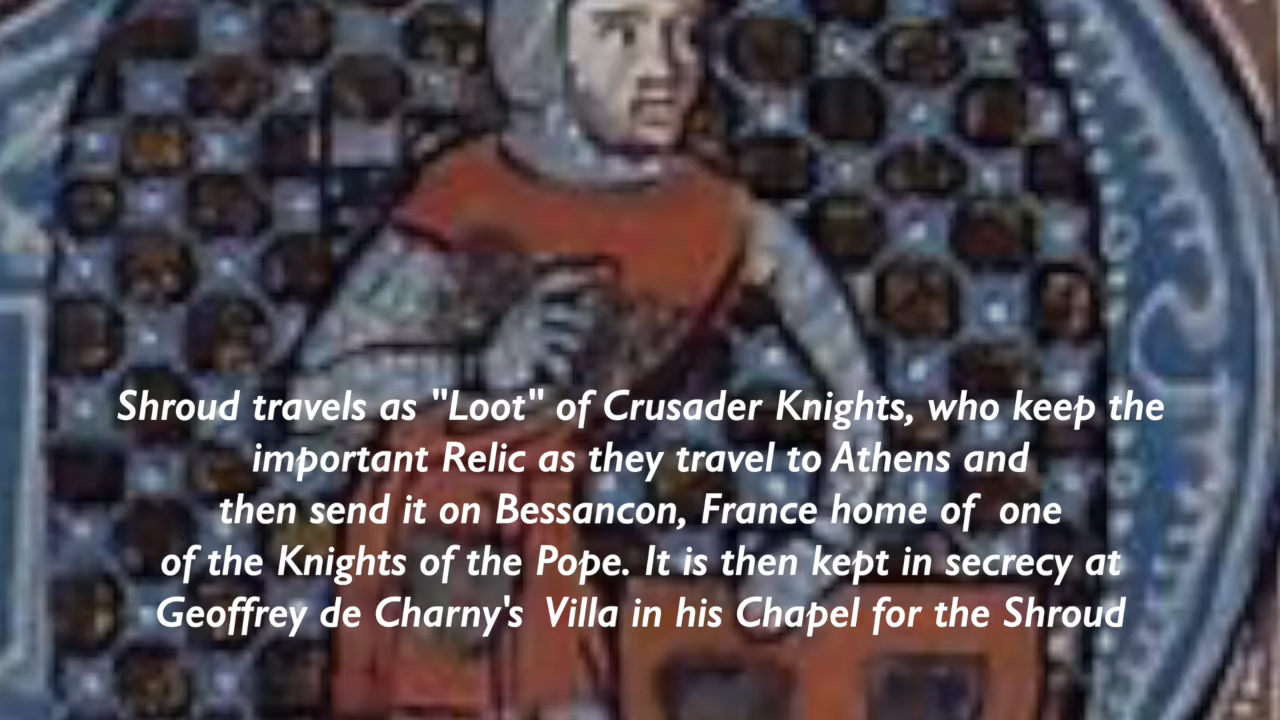 Shroud travels as "Loot" of Crusader Knights, who keep the
important Relic as they travel to Athens and
then send it on Bessancon, France home of  one
of the Knights of the Pope. It is then kept in secrecy at
Geoffrey de Charny's  Villa in his Chapel for the Shroud